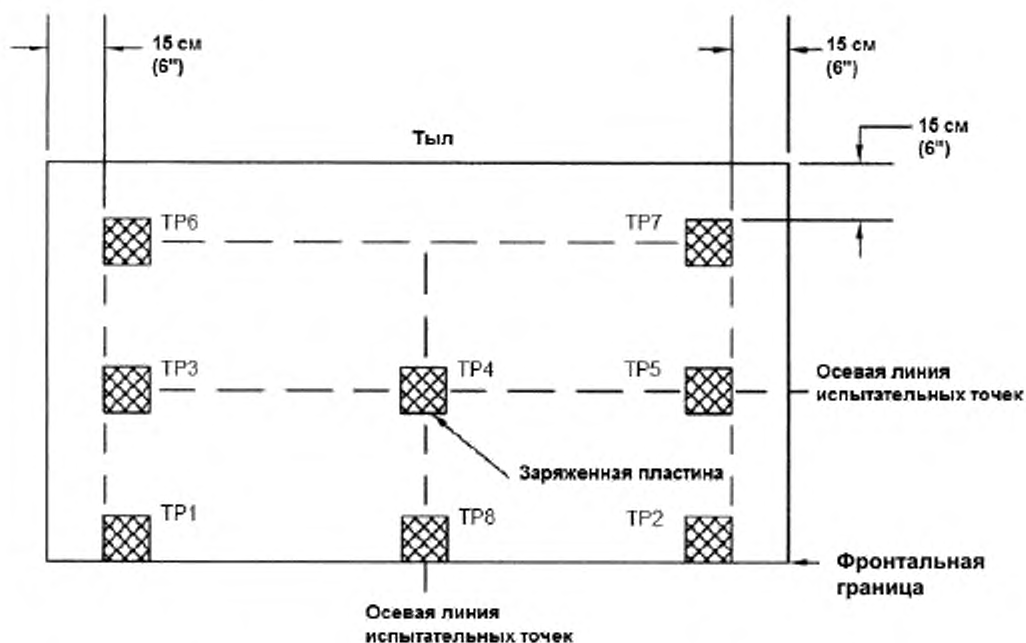 15 см
(6")
15 см
(6")
15 см
(6")
Тыл
TP6
TP7
TP3
TP4
TP5
Осевая линия
испытательных точек
Заряженная пластина
TP1
TP8
TP2
Фронтальная
граница
Осевая линия
испытательных точек